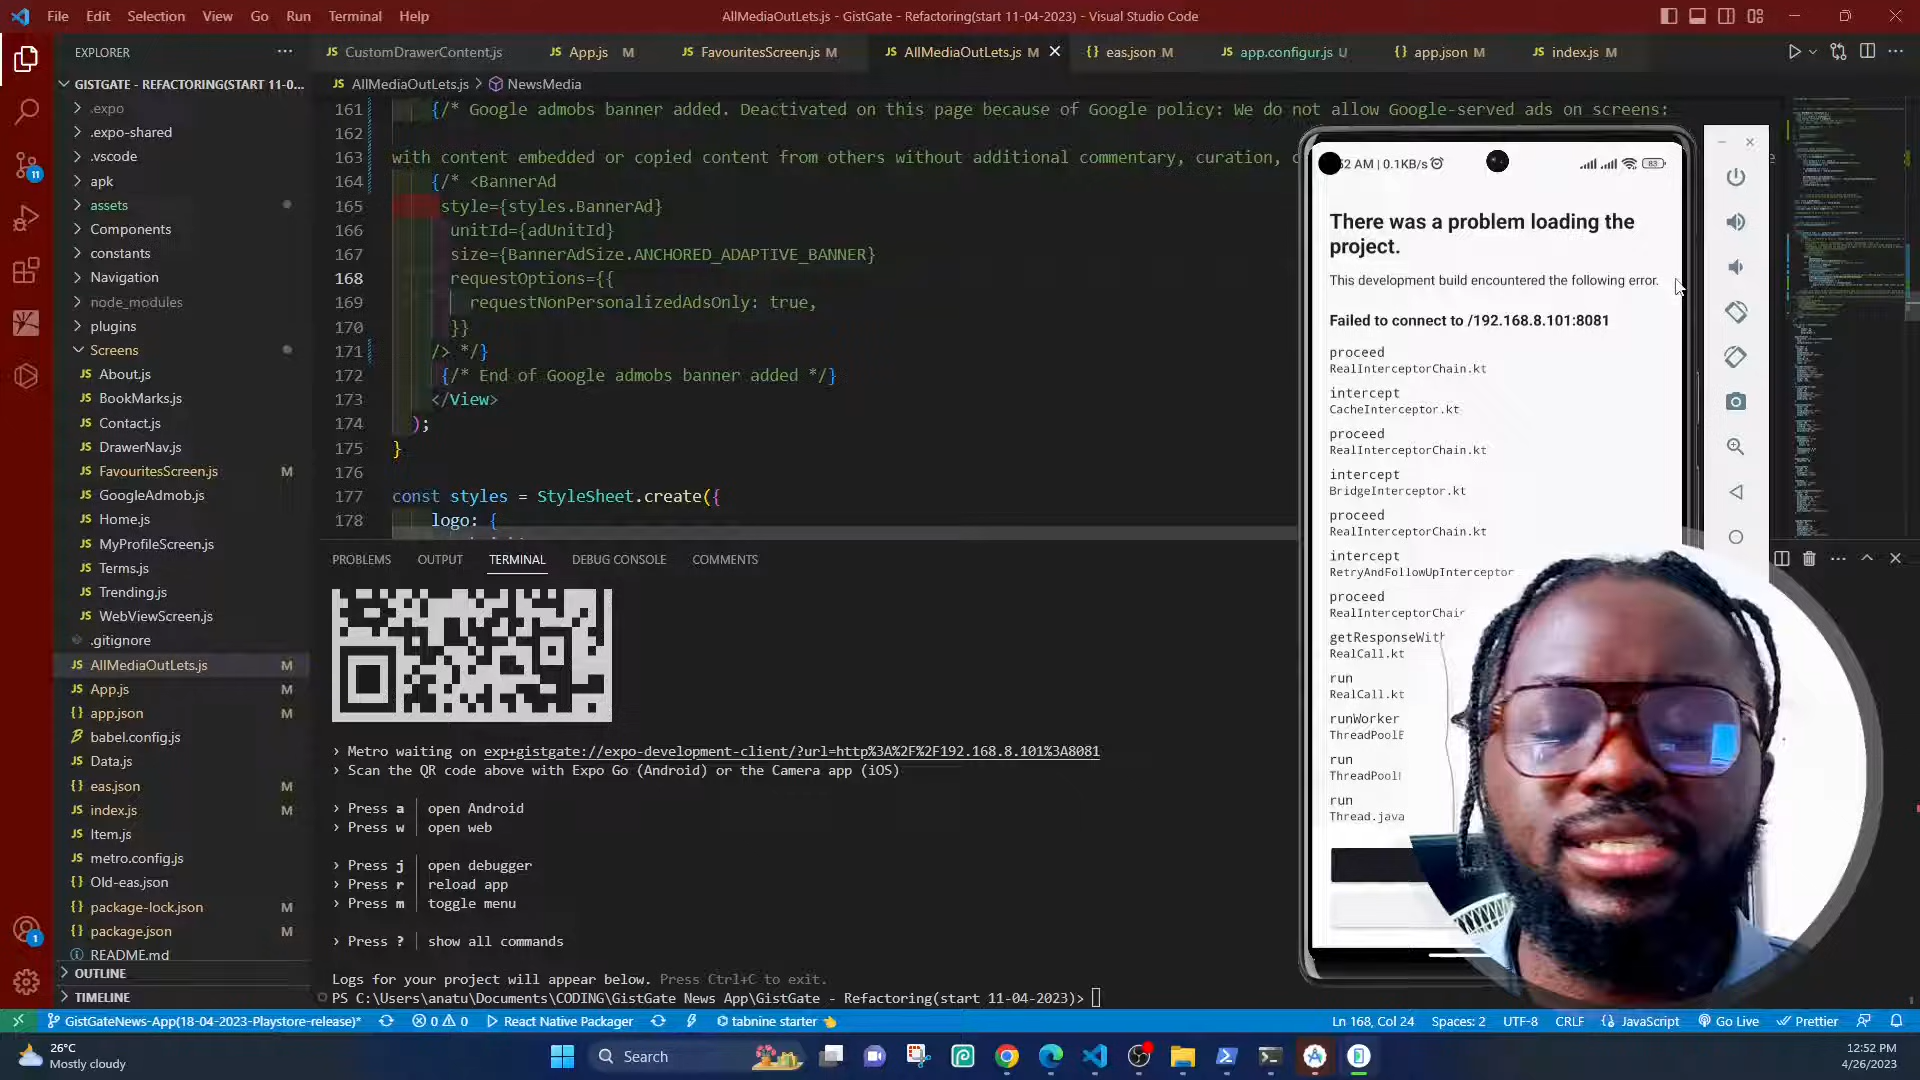 File Edit Selection View Go Run Terminal Help
AllMediaOutLets.js - GistGate - Refactoring(start 11-04-2023) - Visual Studio Code
EXPLORER
CustomDrawerContent.js
App.js M
FavouritesScreen.js M
AllMediaOutLets.js M
eas.json M
app.configur.js U
app.json M
index.js M
GISTGATE - REFACTORING(START 11-0...
.expo
.expo-shared
.vscode
apk
assets
Components
constants
Navigation
node_modules
plugins
Screens
About.js
BookMarks.js
Contact.js
DrawerNav.js
FavouritesScreen.js M
GoogleAdmob.js
Home.js
MyProfileScreen.js
Terms.js
Trending.js
WebViewScreen.js
.gitignore
AllMediaOutLets.js M
App.js M
app.json M
babel.config.js
Data.js
eas.json M
index.js M
Item.js
metro.config.js
Old-eas.json
package-lock.json M
package.json M
README.md
OUTLINE
TIMELINE
AllMediaOutLets.js > NewsMedia
161 {/* Google admobs banner added. Deactivated on this page because of Google policy: We do not allow Google-served ads on screens:
162
163 with content embedded or copied content from others without additional commentary, curation,
164 {/* <BannerAd
165 style={styles.BannerAd}
166 unitId={adUnitId}
167 size={BannerAdSize.ANCHORED_ADAPTIVE_BANNER}
168 requestOptions={{
169 requestNonPersonalizedAdsOnly: true,
170 }}
171 /> */}
172 {/* End of Google admobs banner added */}
173 </View>
174 );
175 }
176
177 const styles = StyleSheet.create({
178 logo: {
PROBLEMS OUTPUT TERMINAL DEBUG CONSOLE COMMENTS
› Metro waiting on exp+gistgate://expo-development-client/?url=http%3A%2F%2F192.168.8.101%3A8081
› Scan the QR code above with Expo Go (Android) or the Camera app (iOS)
› Press a │ open Android
› Press w │ open web
› Press j │ open debugger
› Press r │ reload app
› Press m │ toggle menu
› Press ? │ show all commands
Logs for your project will appear below. Press Ctrl+C to exit.
PS C:\Users\anatu\Documents\CODING\GistGate News App\GistGate - Refactoring(start 11-04-2023)>
52 AM | 0.1KB/s
83
There was a problem loading the
project.
This development build encountered the following error.
Failed to connect to /192.168.8.101:8081
proceed
RealInterceptorChain.kt
intercept
CacheInterceptor.kt
proceed
RealInterceptorChain.kt
intercept
BridgeInterceptor.kt
proceed
RealInterceptorChain.kt
intercept
RetryAndFollowUpInterceptor
proceed
RealInterceptorChain
getResponseWith
RealCall.kt
run
RealCall.kt
runWorker
ThreadPoolE
run
ThreadPool
run
Thread.java
11
1
GistGateNews-App(18-04-2023-Playstore-release)*
0 0
React Native Packager
tabnine starter
Ln 168, Col 24 Spaces: 2 UTF-8 CRLF JavaScript Go Live Prettier
26°C
Mostly cloudy
Search
12:52 PM
4/26/2023